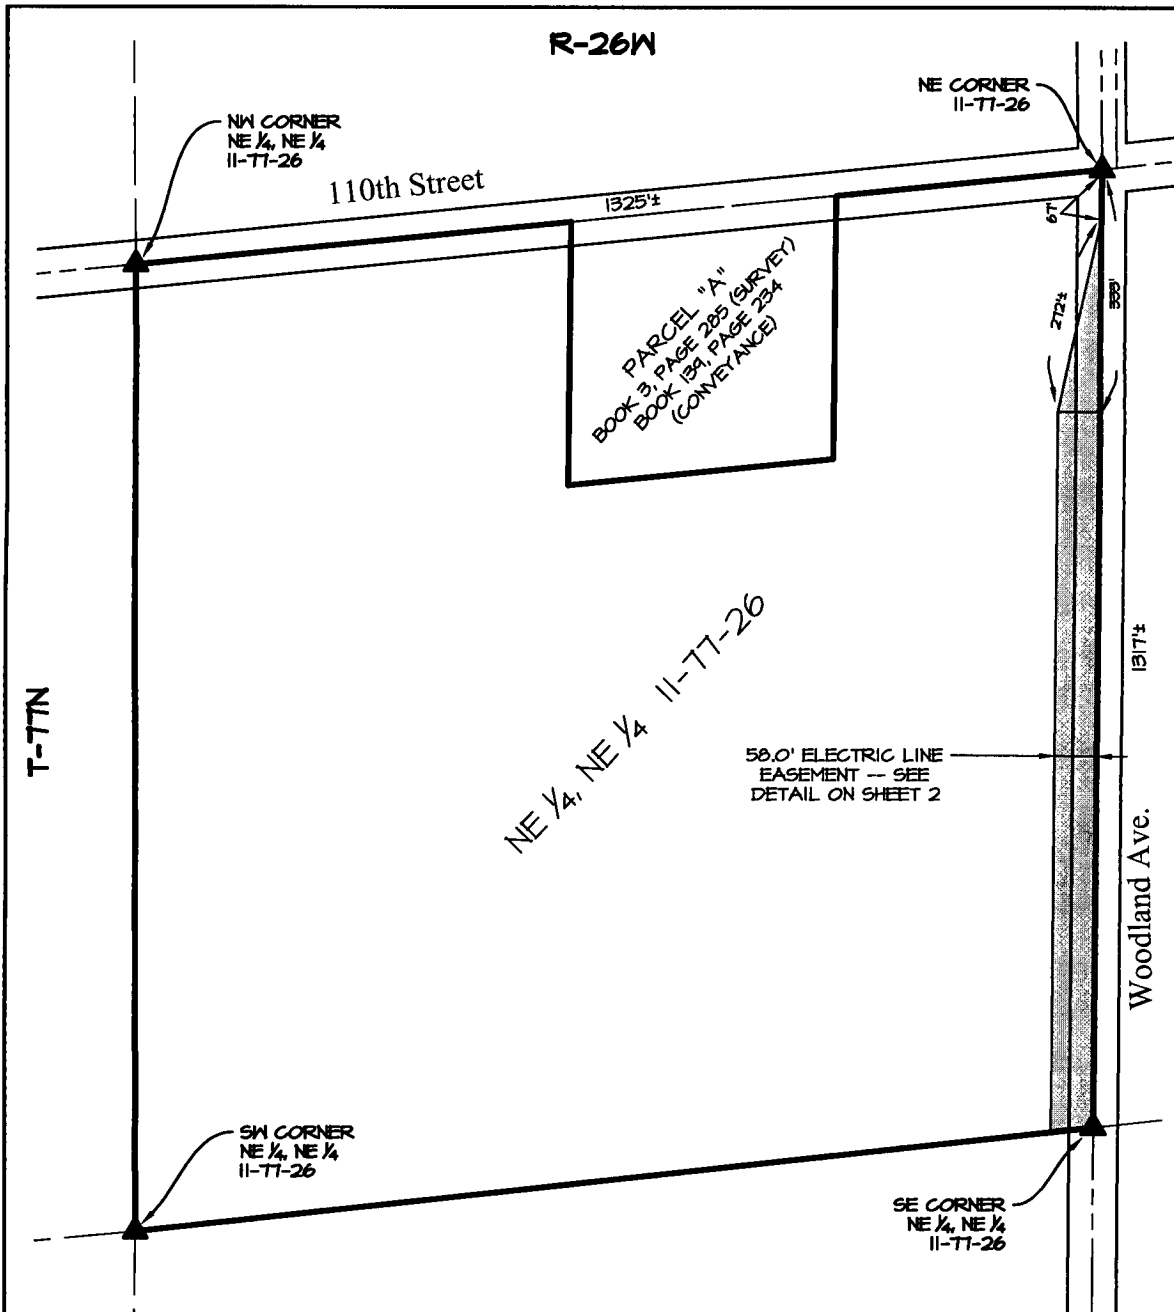 R-26W
NE CORNER
11-77-26
NW CORNER
NE 1/4, NE 1/4
11-77-26
110th Street
1325'±
67'
PARCEL "A"
BOOK 3, PAGE 285 (SURVEY)
BOOK 139, PAGE 234
(CONVEYANCE)
272'±
333'
NE 1/4, NE 1/4 11-77-26
1317'±
T-77N
58.0' ELECTRIC LINE
EASEMENT -- SEE
DETAIL ON SHEET 2
Woodland Ave.
SW CORNER
NE 1/4, NE 1/4
11-77-26
SE CORNER
NE 1/4, NE 1/4
11-77-26